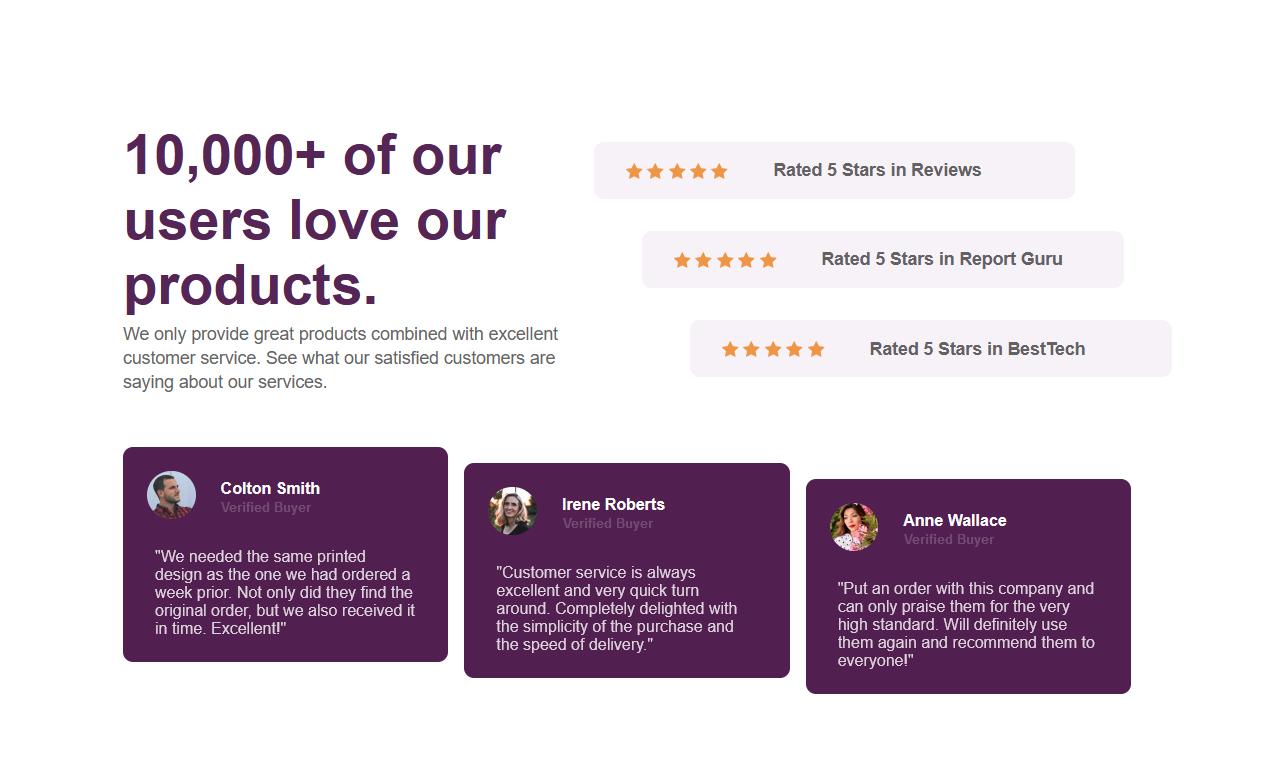 10,000+ of our
users love our
products.
We only provide great products combined with excellent
customer service. See what our satisfied customers are
saying about our services.
Rated 5 Stars in Reviews
Rated 5 Stars in Report Guru
Rated 5 Stars in BestTech
Colton Smith
Verified Buyer
"We needed the same printed
design as the one we had ordered a
week prior. Not only did they find the
original order, but we also received it
in time. Excellent!"
Irene Roberts
Verified Buyer
"Customer service is always
excellent and very quick turn
around. Completely delighted with
the simplicity of the purchase and
the speed of delivery."
Anne Wallace
Verified Buyer
"Put an order with this company and
can only praise them for the very
high standard. Will definitely use
them again and recommend them to
everyone!"